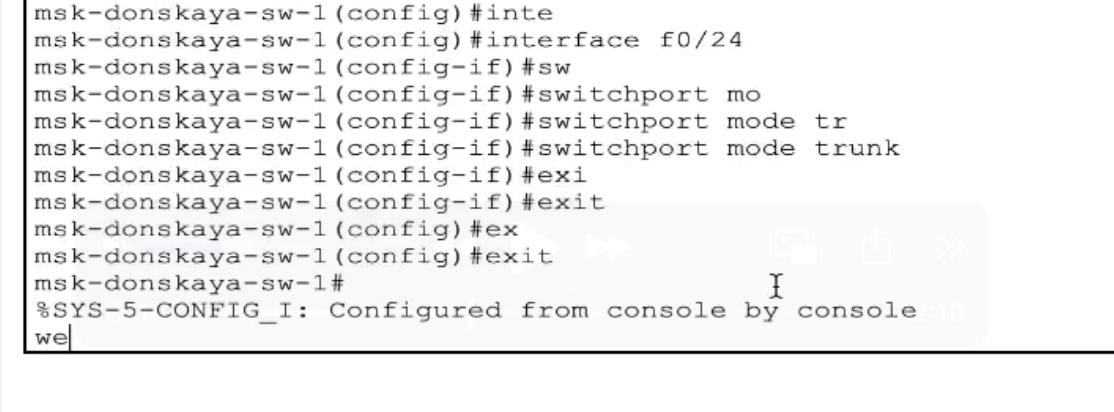 msk-donskaya-sw-1(config)#inte
msk-donskaya-sw-1(config)#interface f0/24
msk-donskaya-sw-1(config-if)#sw
msk-donskaya-sw-1(config-if)#switchport mo
msk-donskaya-sw-1(config-if)#switchport mode tr
msk-donskaya-sw-1(config-if)#switchport mode trunk
msk-donskaya-sw-1(config-if)#exi
msk-donskaya-sw-1(config-if)#exit
msk-donskaya-sw-1(config)#ex
msk-donskaya-sw-1(config)#exit
msk-donskaya-sw-1#
%SYS-5-CONFIG_I: Configured from console by console
we